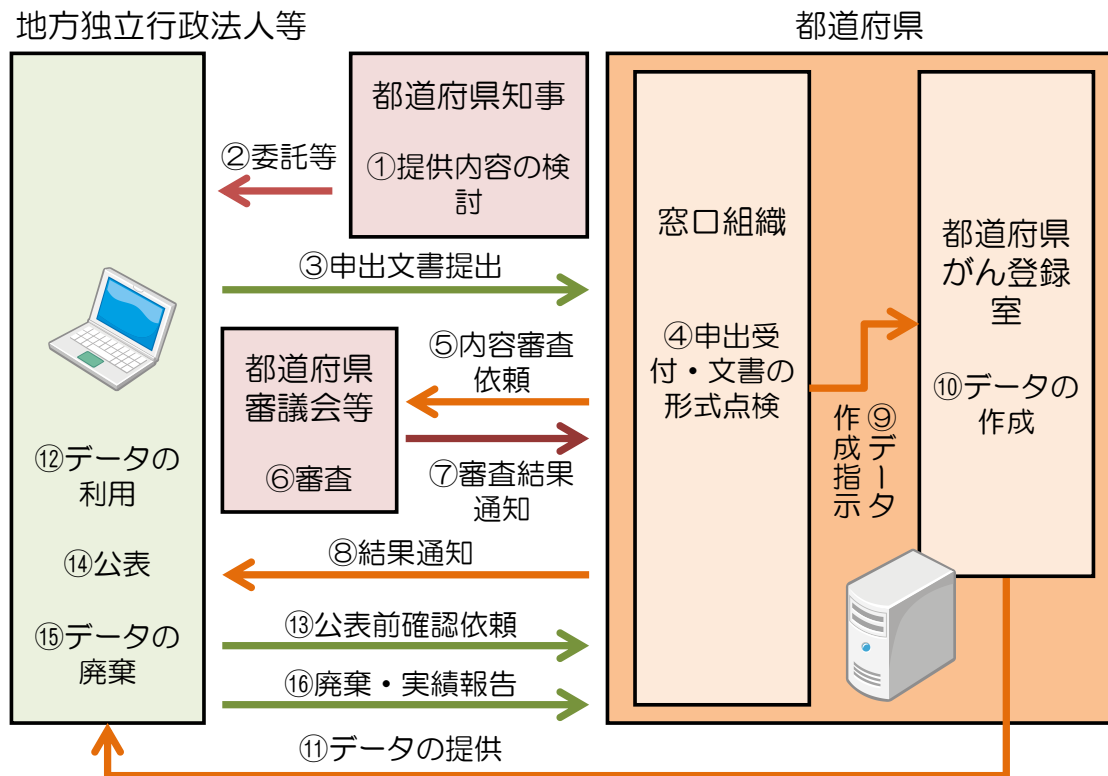 地方独立行政法人等
都道府県
都道府県知事
①提供内容の検
討
②委託等
③申出文書提出
窓口組織
④申出受
付・文書の
形式点検
都道府県
がん登録
室
⑩データの
作成
⑤内容審査
依頼
都道府県
審議会等
⑥審査
⑦審査結果
通知
⑨データ
作成指示
⑫データの
利用
⑧結果通知
⑭公表
⑬公表前確認依頼
⑮データの
廃棄
⑯廃棄・実績報告
⑪データの提供